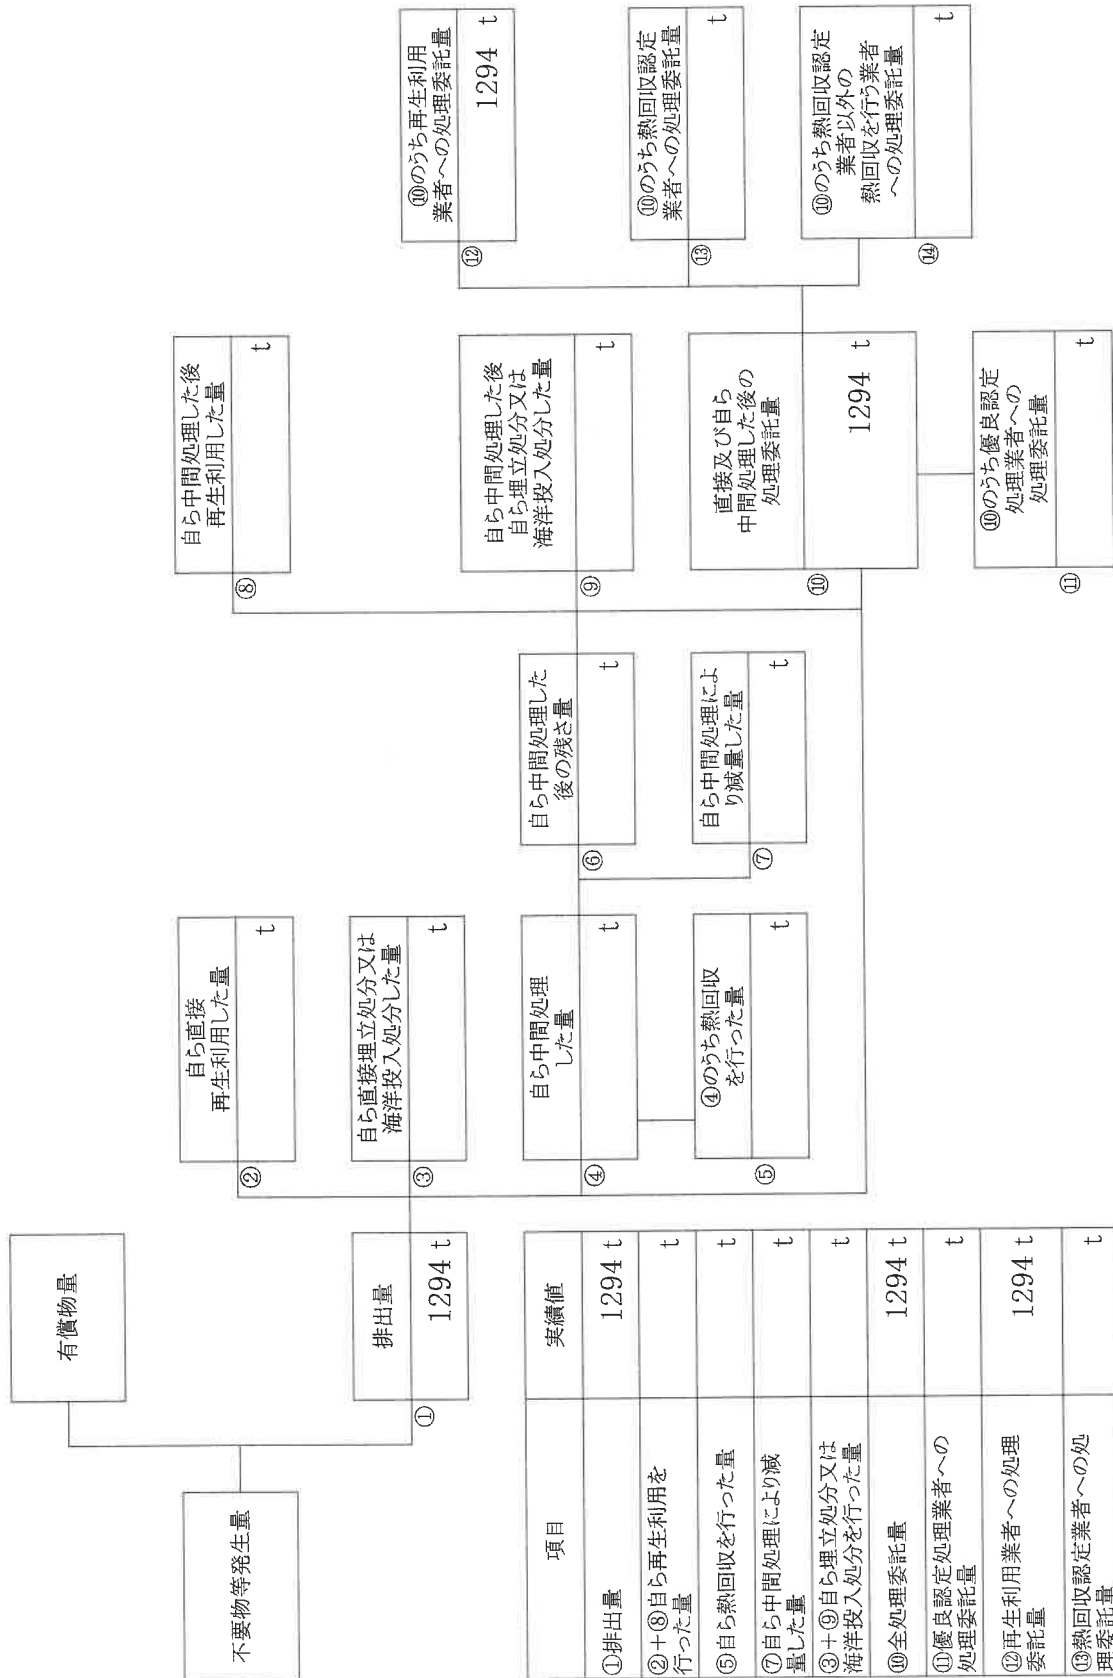 不要物等発生量
有償物量
排出量
① 1294 t
自ら直接
再生利用した量
② t
自ら直接埋立処分又は
海洋投入処分した量
③ t
自ら中間処理
した量
④ t
④のうち熱回収
を行った量
⑤ t
自ら中間処理した
後の残さ量
⑥ t
自ら中間処理によ
り減量した量
⑦ t
自ら中間処理した後
再生利用した量
⑧ t
自ら中間処理した後
自ら埋立処分又は
海洋投入処分した量
⑨ t
直接及び自ら
中間処理した後の
処理委託量
⑩ 1294 t
⑩のうち優良認定
処理業者への
処理委託量
⑪ t
⑩のうち再生利用
業者への処理委託量
⑫ 1294 t
⑩のうち熱回収認定
業者への処理委託量
⑬ t
⑩のうち熱回収認定
業者以外の
熱回収を行う業者
への処理委託量
⑭ t
項目 実績値
①排出量 1294 t
②+⑧自ら再生利用を
行った量 t
⑤自ら熱回収を行った量 t
⑦自ら中間処理により減
量した量 t
③+⑨自ら埋立処分又は
海洋投入処分を行った量 t
⑩全処理委託量 1294 t
⑪優良認定処理業者への
処理委託量 t
⑫再生利用業者への処理
委託量 1294 t
⑬熱回収認定業者への処
理委託量 t